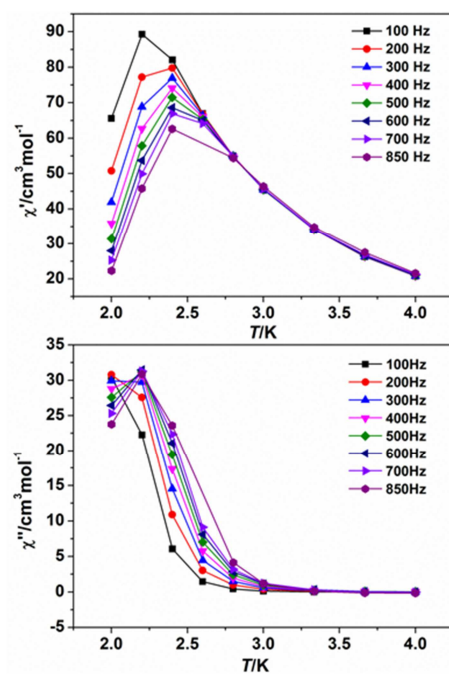 90
80
70
60
50
40
30
20
χ'/cm³mol⁻¹
100 Hz
200 Hz
300 Hz
400 Hz
500 Hz
600 Hz
700 Hz
850 Hz
2.0 2.5 3.0 3.5 4.0
T/K
35
30
25
20
15
10
5
0
-5
χ''/cm³mol⁻¹
100Hz
200Hz
300Hz
400Hz
500Hz
600Hz
700Hz
850Hz
2.0 2.5 3.0 3.5 4.0
T/K